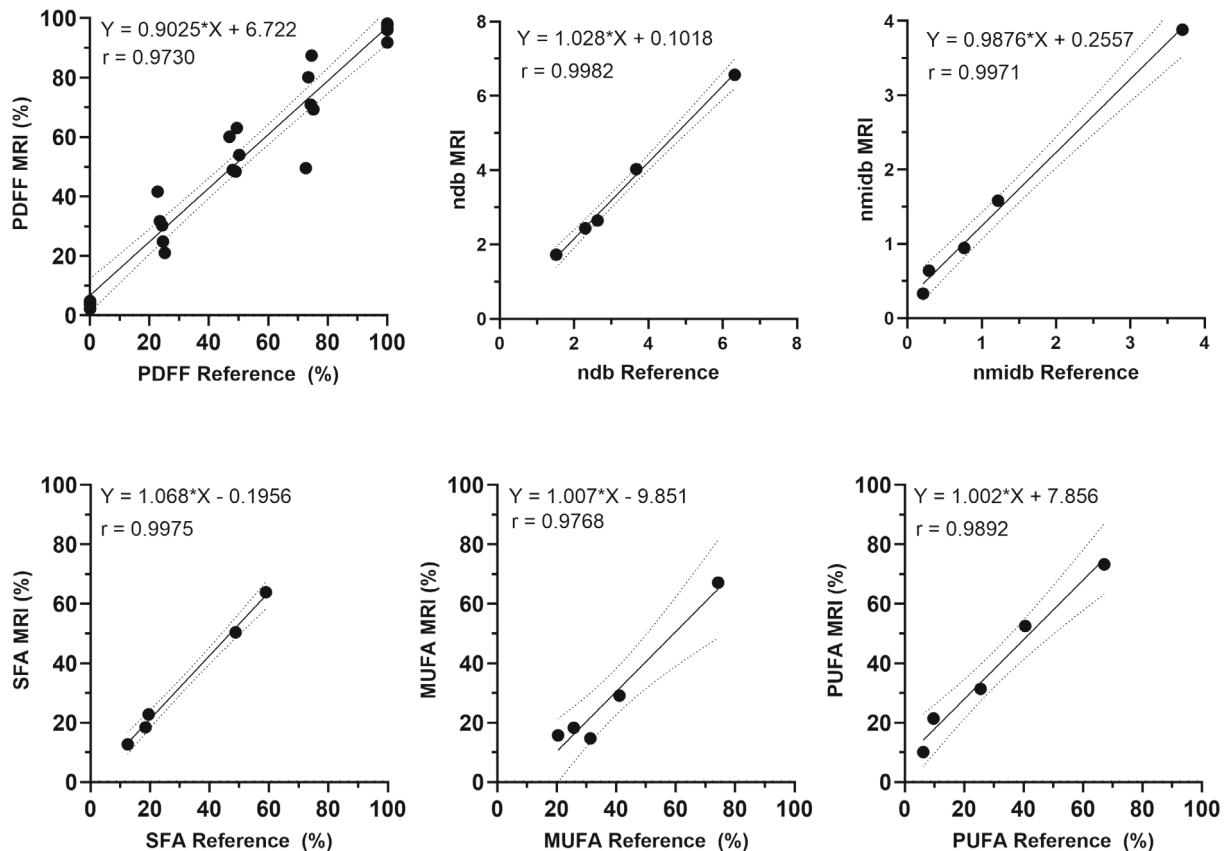 Y = 0.9025*X + 6.722
r = 0.9730
100
80
60
40
20
0
PDFF MRI (%)
0 20 40 60 80 100
PDFF Reference (%)
Y = 1.028*X + 0.1018
r = 0.9982
8
6
4
2
0
ndb MRI
0 2 4 6 8
ndb Reference
Y = 0.9876*X + 0.2557
r = 0.9971
4
3
2
1
0
nmidb MRI
0 1 2 3 4
nmidb Reference
Y = 1.068*X - 0.1956
r = 0.9975
100
80
60
40
20
0
SFA MRI (%)
0 20 40 60 80 100
SFA Reference (%)
Y = 1.007*X - 9.851
r = 0.9768
100
80
60
40
20
0
MUFA MRI (%)
0 20 40 60 80 100
MUFA Reference (%)
Y = 1.002*X + 7.856
r = 0.9892
100
80
60
40
20
0
PUFA MRI (%)
0 20 40 60 80 100
PUFA Reference (%)